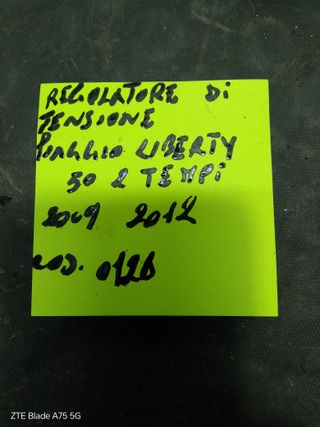 REGOLATORE Di
TENSIONE
PIAGGIO LIBERTY
50 2 TEMPi
2009 2012
COD. 0126
ZTE Blade A75 5G